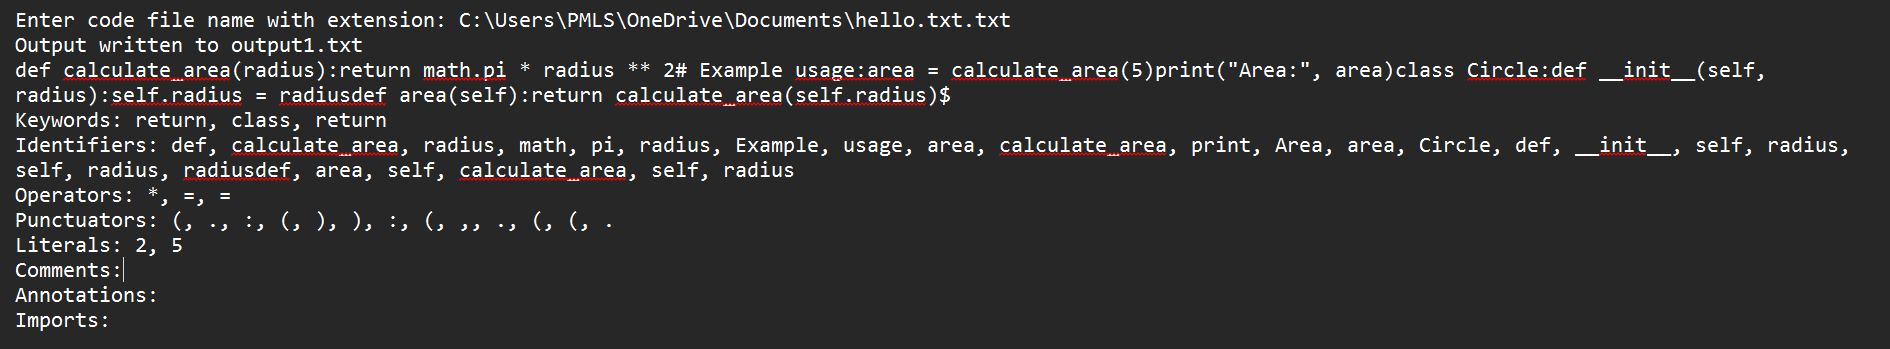 Enter code file name with extension: C:\Users\PMLS\OneDrive\Documents\hello.txt.txt
Output written to output1.txt
def calculate_area(radius):return math.pi * radius ** 2# Example usage:area = calculate_area(5)print("Area:", area)class Circle:def __init__(self,
radius):self.radius = radiusdef area(self):return calculate_area(self.radius)$
Keywords: return, class, return
Identifiers: def, calculate_area, radius, math, pi, radius, Example, usage, area, calculate_area, print, Area, area, Circle, def, __init__, self, radius,
self, radius, radiusdef, area, self, calculate_area, self, radius
Operators: *, =, =
Punctuators: (, ., :, (, ), ), :, (, ,, ., (, (, .
Literals: 2, 5
Comments:
Annotations:
Imports: